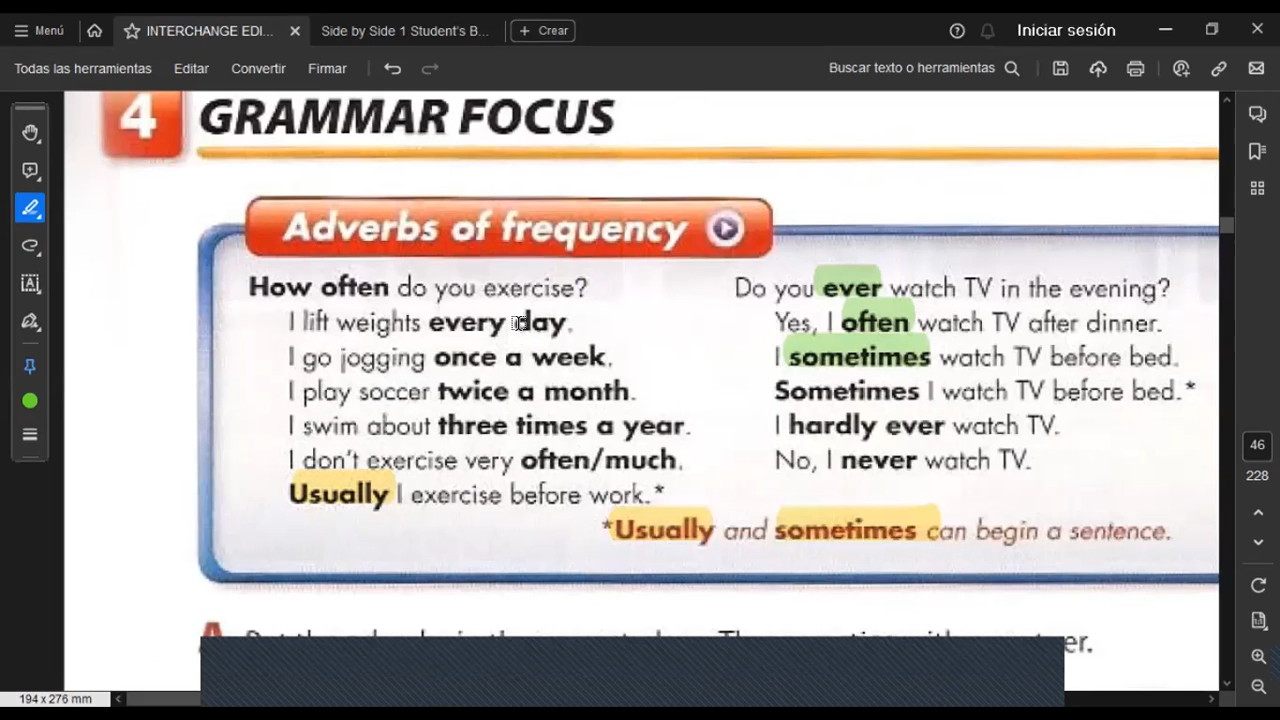 Menú
INTERCHANGE EDI...
Side by Side 1 Student's B...
Crear
Iniciar sesión
Todas las herramientas
Editar
Convertir
Firmar
Buscar texto o herramientas
4 GRAMMAR FOCUS
Adverbs of frequency
How often do you exercise?
I lift weights every day.
I go jogging once a week.
I play soccer twice a month.
I swim about three times a year.
I don't exercise very often/much.
Usually I exercise before work.*
Do you ever watch TV in the evening?
Yes, I often watch TV after dinner.
I sometimes watch TV before bed.
Sometimes I watch TV before bed.*
I hardly ever watch TV.
No, I never watch TV.
*Usually and sometimes can begin a sentence.
46
228
194 x 276 mm